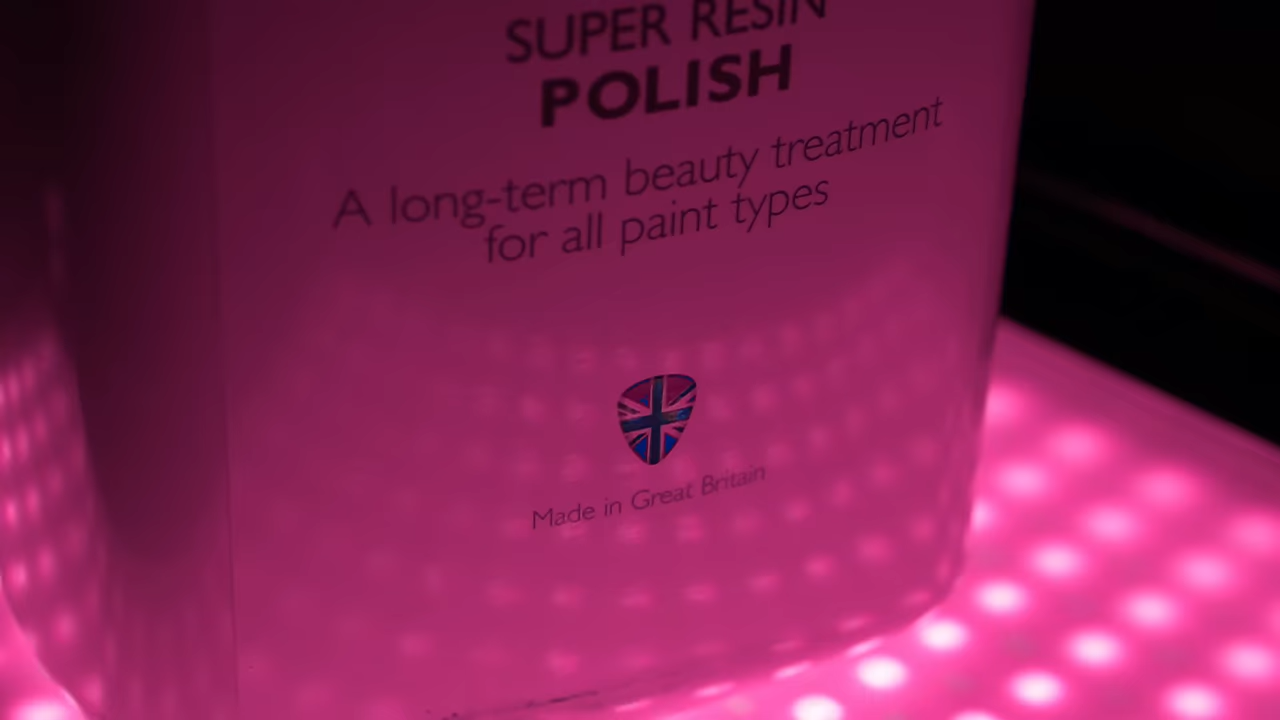 SUPER RESIN
POLISH
A long-term beauty treatment
for all paint types
Made in Great Britain